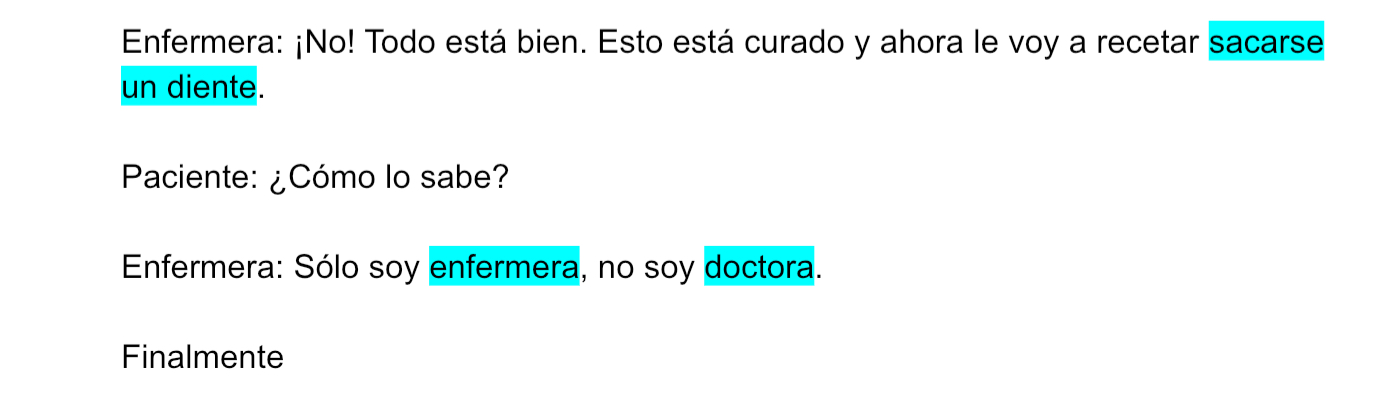 Enfermera: ¡No! Todo está bien. Esto está curado y ahora le voy a recetar sacarse
un diente.
Paciente: ¿Cómo lo sabe?
Enfermera: Sólo soy enfermera, no soy doctora.
Finalmente